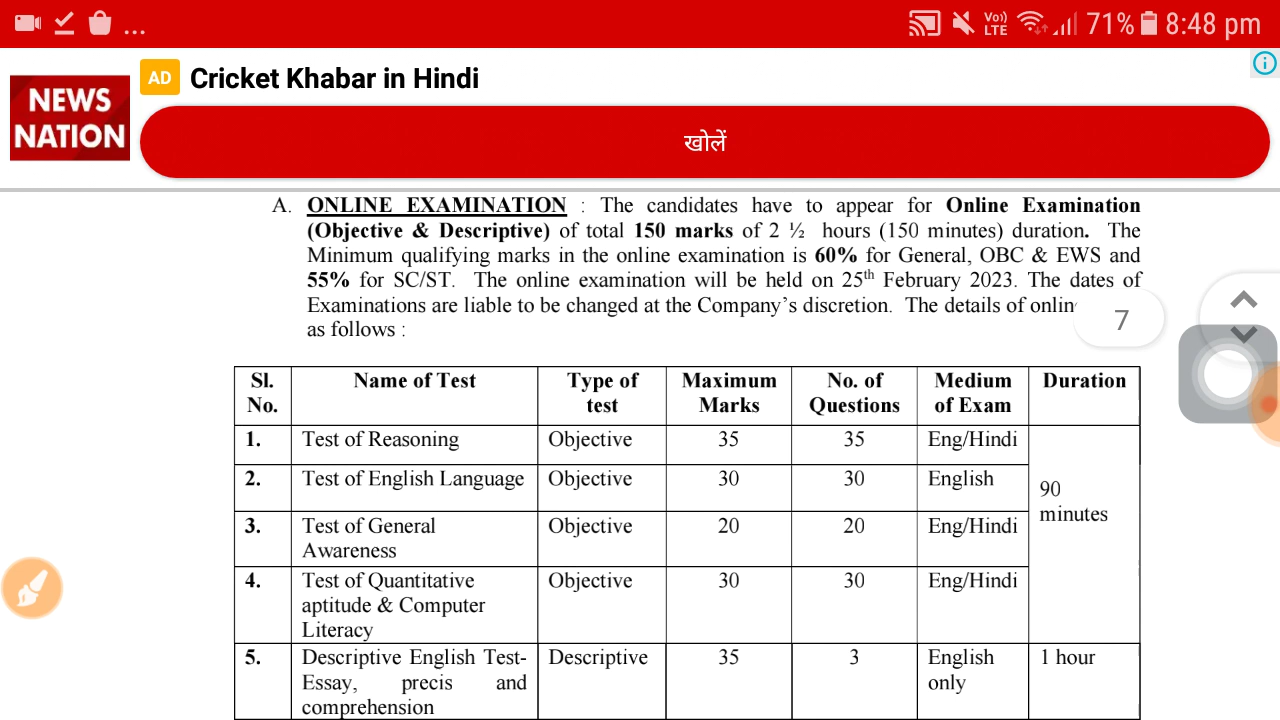 ... Vo) LTE 71% 8:48 pm
NEWS NATION
AD Cricket Khabar in Hindi
खोलें
A. ONLINE EXAMINATION : The candidates have to appear for Online Examination
(Objective & Descriptive) of total 150 marks of 2 ½ hours (150 minutes) duration. The
Minimum qualifying marks in the online examination is 60% for General, OBC & EWS and
55% for SC/ST. The online examination will be held on 25th February 2023. The dates of
Examinations are liable to be changed at the Company's discretion. The details of
as follows :
7
Sl. No. Name of Test Type of test Maximum Marks No. of Questions Medium of Exam Duration
1. Test of Reasoning Objective 35 35 Eng/Hindi
2. Test of English Language Objective 30 30 English
90 minutes
3. Test of General Awareness Objective 20 20 Eng/Hindi
4. Test of Quantitative aptitude & Computer Literacy Objective 30 30 Eng/Hindi
5. Descriptive English Test- Essay, precis and comprehension Descriptive 35 3 English only 1 hour